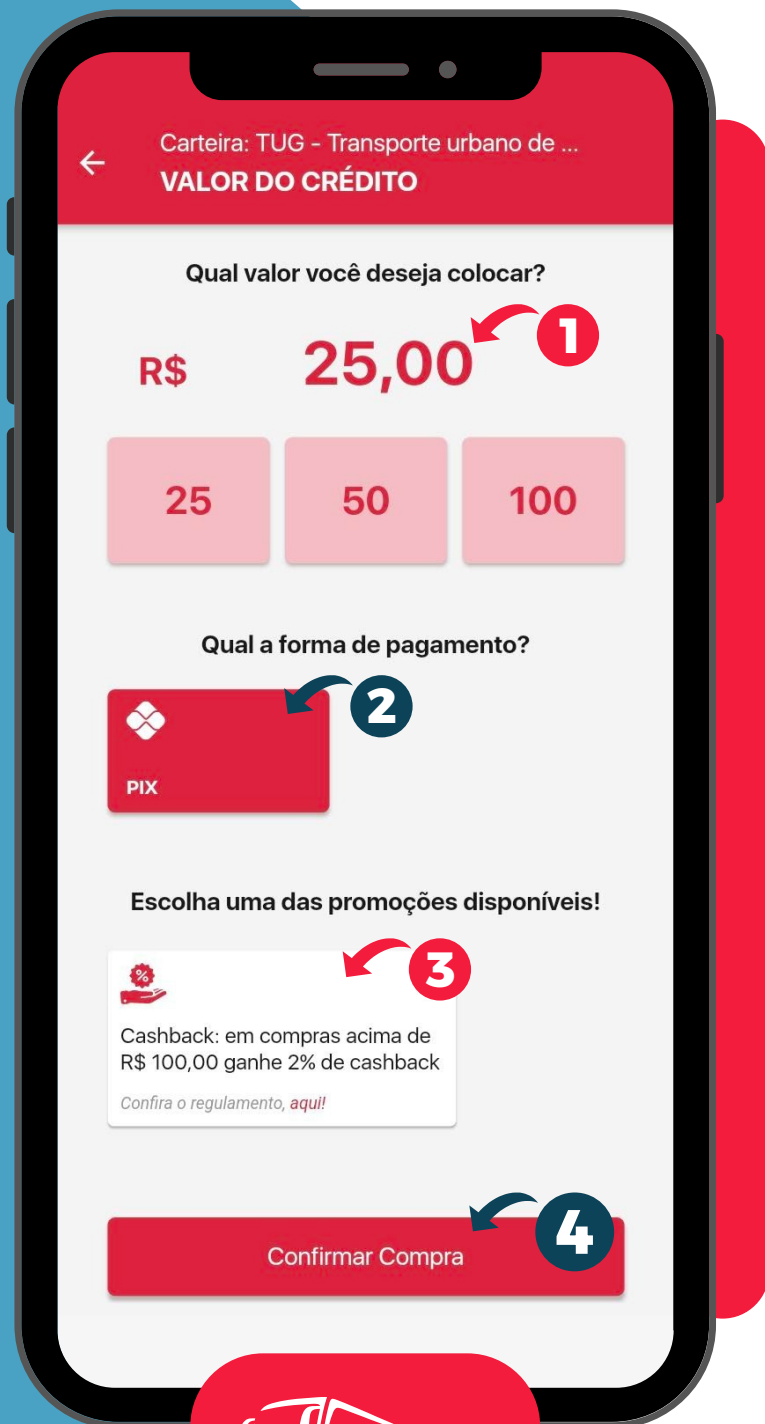 Carteira: TUG - Transporte urbano de ...
VALOR DO CRÉDITO
Qual valor você deseja colocar?
1
R$ 25,00
25 50 100
Qual a forma de pagamento?
2
PIX
Escolha uma das promoções disponíveis!
3
%
Cashback: em compras acima de
R$ 100,00 ganhe 2% de cashback
Confira o regulamento, aqui!
4
Confirmar Compra